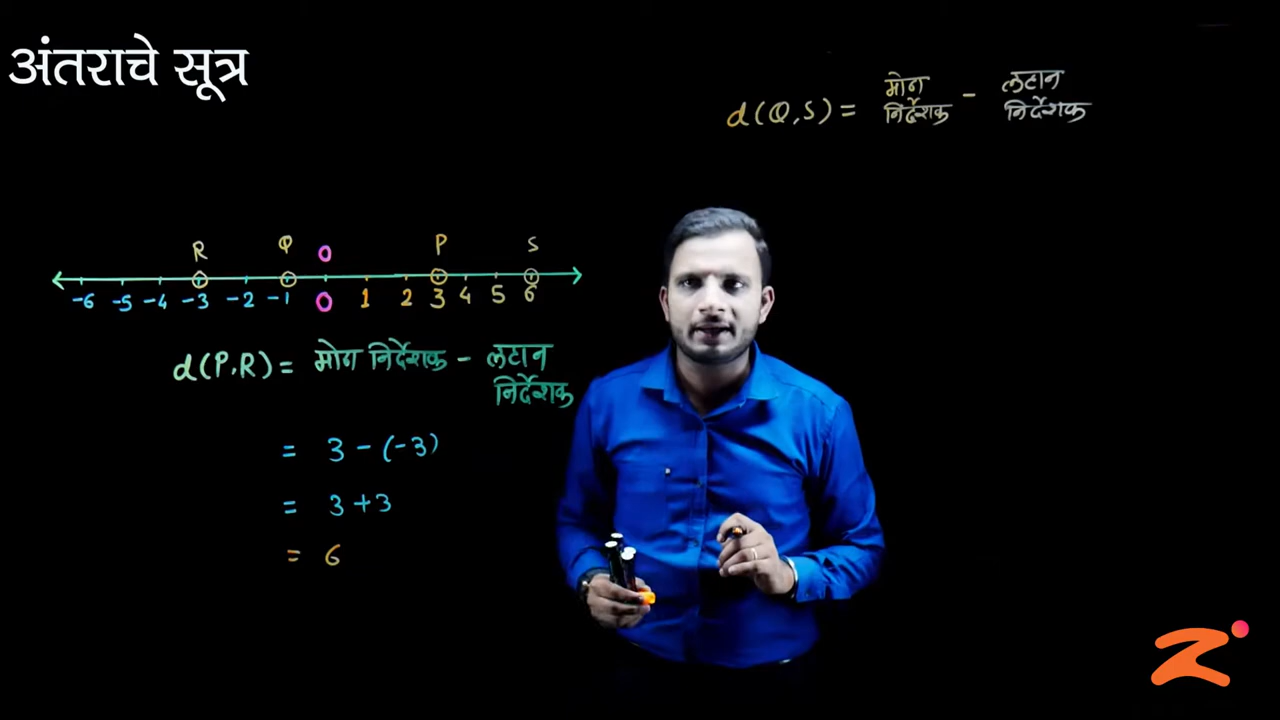 अंतराचे सूत्र
d(Q,S) = मोठा निर्देशक - लहान निर्देशक
R Q O P S
-6 -5 -4 -3 -2 -1 0 1 2 3 4 5 6
d(P,R) = मोठा निर्देशक - लहान
निर्देशक
= 3 - (-3)
= 3 + 3
= 6